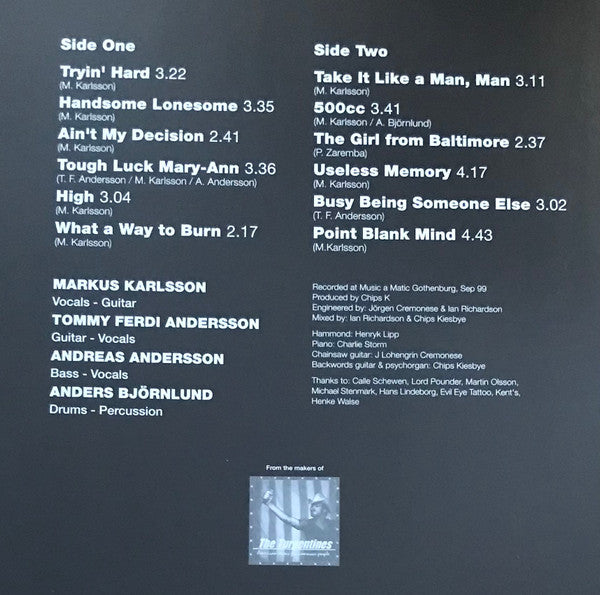 Side One
Tryin' Hard 3.22
(M. Karlsson)
Handsome Lonesome 3.35
(M. Karlsson)
Ain't My Decision 2.41
(M. Karlsson)
Tough Luck Mary-Ann 3.36
(T. F. Andersson / M. Karlsson / A. Andersson)
High 3.04
(M. Karlsson)
What a Way to Burn 2.17
(M. Karlsson)
Side Two
Take It Like a Man, Man 3.11
(M. Karlsson)
500cc 3.41
(M. Karlsson / A. Björnlund)
The Girl from Baltimore 2.37
(P. Zaremba)
Useless Memory 4.17
(M. Karlsson)
Busy Being Someone Else 3.02
(T. F. Andersson)
Point Blank Mind 4.43
(M.Karlsson)
MARKUS KARLSSON
Vocals - Guitar
TOMMY FERDI ANDERSSON
Guitar - Vocals
ANDREAS ANDERSSON
Bass - Vocals
ANDERS BJÖRNLUND
Drums - Percussion
Recorded at Music a Matic Gothenburg, Sep 99
Produced by Chips K
Engineered by: Jörgen Cremonese & Ian Richardson
Mixed by: Ian Richardson & Chips Kiesbye
Hammond: Henryk Lipp
Piano: Charlie Storm
Chainsaw guitar: J Lohengrin Cremonese
Backwords guitar & psychorgan: Chips Kiesbye
Thanks to: Calle Schewen, Lord Pounder, Martin Olsson,
Michael Stenmark, Hans Lindeborg, Evil Eye Tattoo, Kent's,
Henke Walse
From the makers of
The Turpentines